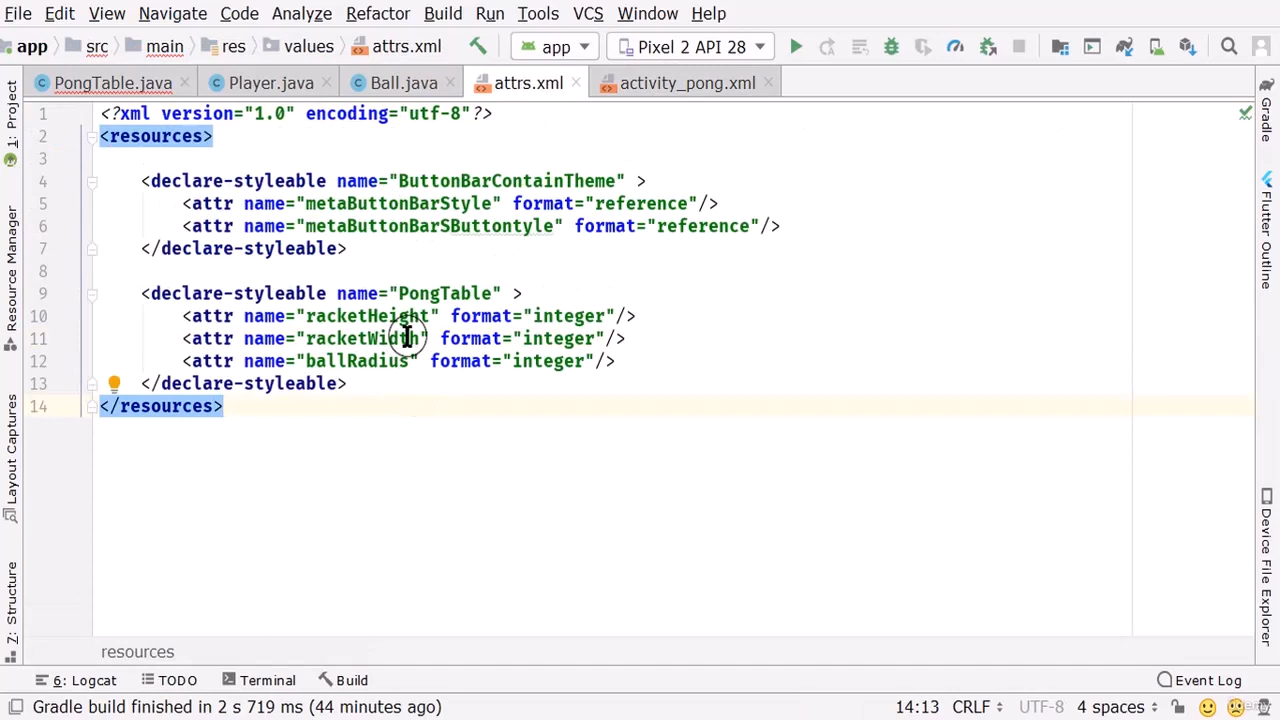 File Edit View Navigate Code Analyze Refactor Build Run Tools VCS Window Help
app src main res values attrs.xml app Pixel 2 API 28
PongTable.java Player.java Ball.java attrs.xml activity_pong.xml
1 <?xml version="1.0" encoding="utf-8"?>
2 <resources>
3
4 <declare-styleable name="ButtonBarContainTheme" >
5 <attr name="metaButtonBarStyle" format="reference"/>
6 <attr name="metaButtonBarSButtontyle" format="reference"/>
7 </declare-styleable>
8
9 <declare-styleable name="PongTable" >
10 <attr name="racketHeight" format="integer"/>
11 <attr name="racketWidth" format="integer"/>
12 <attr name="ballRadius" format="integer"/>
13 </declare-styleable>
14 </resources>
resources
1: Project
Resource Manager
Layout Captures
7: Structure
Gradle
Flutter Outline
Device File Explorer
6: Logcat TODO Terminal Build Event Log
Gradle build finished in 2 s 719 ms (44 minutes ago) 14:13 CRLF UTF-8 4 spaces